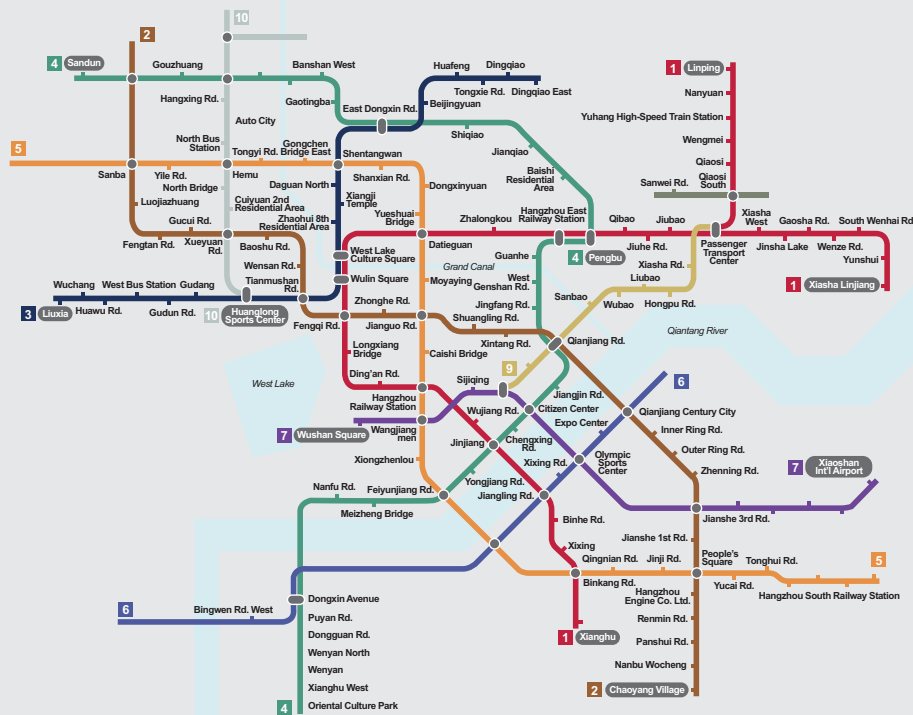 10
2
4 Sandun
Gouzhuang
Banshan West
Huafeng
Dingqiao
Tongxie Rd.
Dingqiao East
1 Linping
Hangxing Rd.
Gaotingba
East Dongxin Rd.
Beijingyuan
Nanyuan
Auto City
Yuhang High-Speed Train Station
Shiqiao
North Bus
Station
Gongchen
Tongyi Rd. Bridge East
Wengmei
5
Shentangwan
Jianqiao
Qiaosi
Sanba
Yile Rd.
Hemu
Shanxian Rd.
Baishi
Residential
Area
Qiaosi
South
North Bridge
Daguan North
Dongxinyuan
Sanwei Rd.
Luojiazhuang
Cuiyuan 2nd
Residential Area
Xiangji
Temple
Gucui Rd.
Zhaohui 8th
Residential Area
Yueshuai
Bridge
Zhalongkou
Hangzhou East
Railway Station
Qibao
Jiubao
Xiasha
West
Gaosha Rd.
South Wenhai Rd
Fengtan Rd.
Xueyuan
Rd.
Baoshu Rd.
West Lake
Culture Square
Datieguan
Guanhe
4 Pengbu
Jiuhe Rd.
Passenger
Transport
Center
Jinsha Lake
Wenze Rd.
Yunshui
Wensan Rd.
Grand Canal
Xiasha Rd.
Tianmushan
Rd.
Wulin Square
Moyaying
West
Genshan Rd.
Liubao
1 Xiasha Linjiang
Wuchang
West Bus Station
Gudang
Sanbao
3 Liuxia
Huawu Rd.
Gudun Rd.
10 Huanglong
Sports Center
Zhonghe Rd.
Jingfang Rd.
Wubao
Hongpu Rd.
Fengqi Rd.
Jianguo Rd.
Shuangling Rd.
Xintang Rd.
Qianjiang Rd.
Qiantang River
Longxiang
Bridge
Caishi Bridge
9
West Lake
Ding'an Rd.
Sijiqing
6
Hangzhou
Railway Station
Jiangjin Rd.
Wujiang Rd.
Citizen Center
Qianjiang Century City
7 Wushan Square
Wangjiang
men
Expo Center
Inner Ring Rd.
Jinjiang
Chengxing
Rd.
Outer Ring Rd.
Xiongzhenlou
Xixing Rd.
Olympic
Sports
Center
Zhenning Rd.
7
Xiaoshan
Int'l Airport
Yongjiang Rd.
Nanfu Rd.
Feiyunjiang Rd.
Jiangling Rd.
Meizheng Bridge
Binhe Rd.
Jianshe 3rd Rd.
Jianshe 1st Rd.
Xixing
Qingnian Rd.
Jinji Rd.
People's
Square
Tonghui Rd.
5
Binkang Rd.
Yucai Rd.
Hangzhou South Railway Station
Dongxin Avenue
Hangzhou
Engine Co. Ltd.
6
Bingwen Rd. West
Puyan Rd.
Renmin Rd.
Dongguan Rd.
1 Xianghu
Panshui Rd.
Wenyan North
Wenyan
Nanbu Wocheng
Xianghu West
2 Chaoyang Village
4
Oriental Culture Park